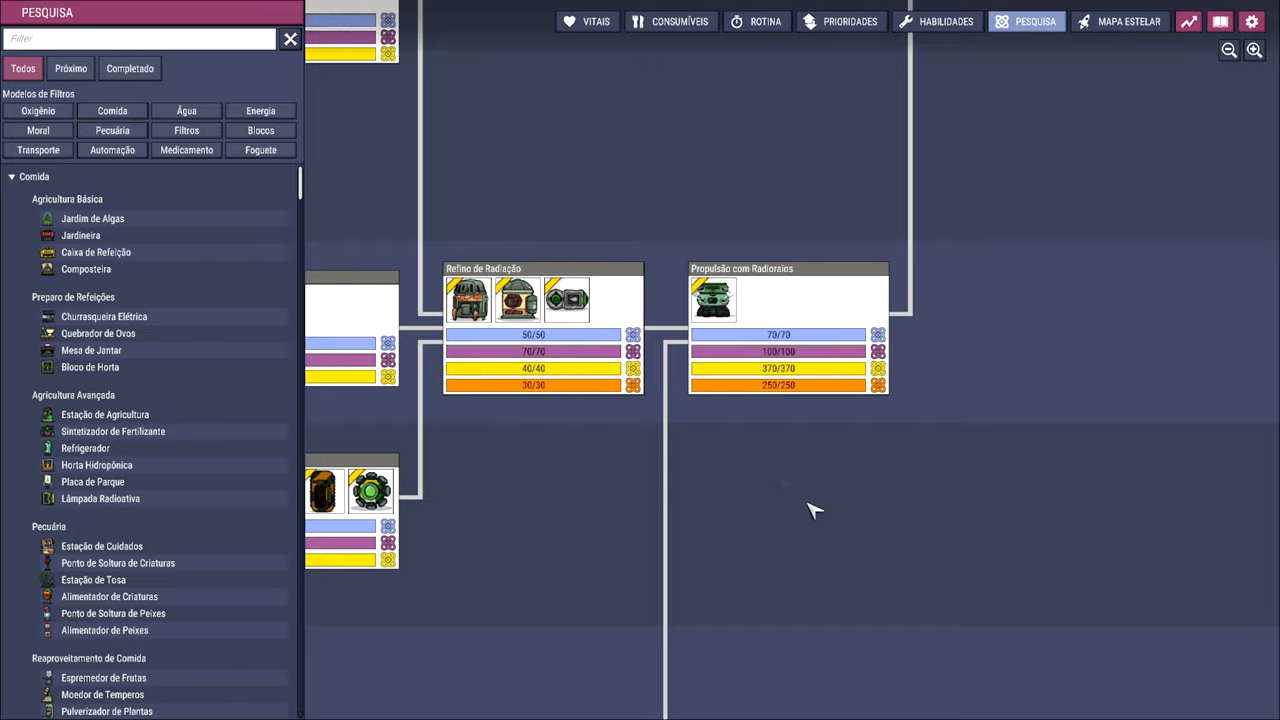 PESQUISA
VITAIS
CONSUMÍVEIS
ROTINA
PRIORIDADES
HABILIDADES
PESQUISA
MAPA ESTELAR
Filter
Todos
Próximo
Completado
Modelos de Filtros
Oxigênio
Comida
Água
Energia
Moral
Pecuária
Filtros
Blocos
Transporte
Automação
Medicamento
Foguete
Comida
Agricultura Básica
Jardim de Algas
Jardineira
Caixa de Refeição
Composteira
Preparo de Refeições
Churrasqueira Elétrica
Quebrador de Ovos
Mesa de Jantar
Bloco de Horta
Agricultura Avançada
Estação de Agricultura
Sintetizador de Fertilizante
Refrigerador
Horta Hidropônica
Placa de Parque
Lâmpada Radioativa
Pecuária
Estação de Cuidados
Ponto de Soltura de Criaturas
Estação de Tosa
Alimentador de Criaturas
Ponto de Soltura de Peixes
Alimentador de Peixes
Reaproveitamento de Comida
Espremedor de Frutas
Moedor de Temperos
Pulverizador de Plantas
Refino de Radiação
50/50
70/70
40/40
30/30
Propulsão com Radioraios
70/70
100/100
370/370
250/250